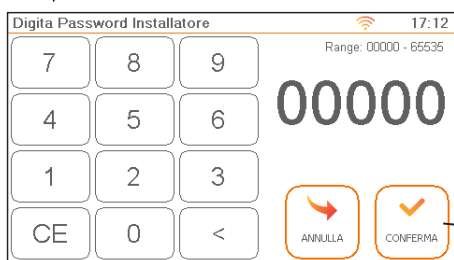 Digita Password Installatore 17:12
Range: 00000 - 65535
00000
7 8 9
4 5 6
1 2 3
CE 0 <
ANNULLA CONFERMA